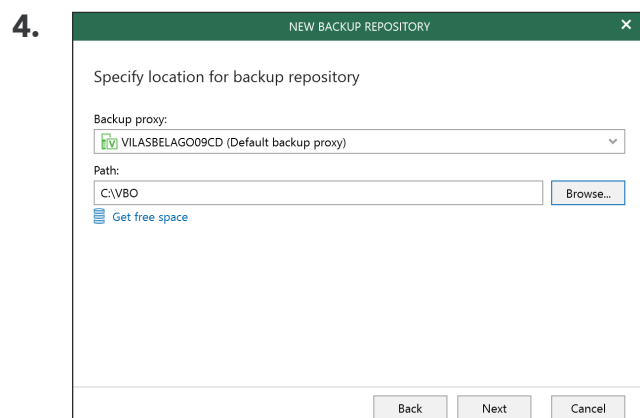 4.
NEW BACKUP REPOSITORY
Specify location for backup repository
Backup proxy:
VILASBELAGO09CD (Default backup proxy)
Path:
C:\VBO
Browse...
Get free space
Back Next Cancel